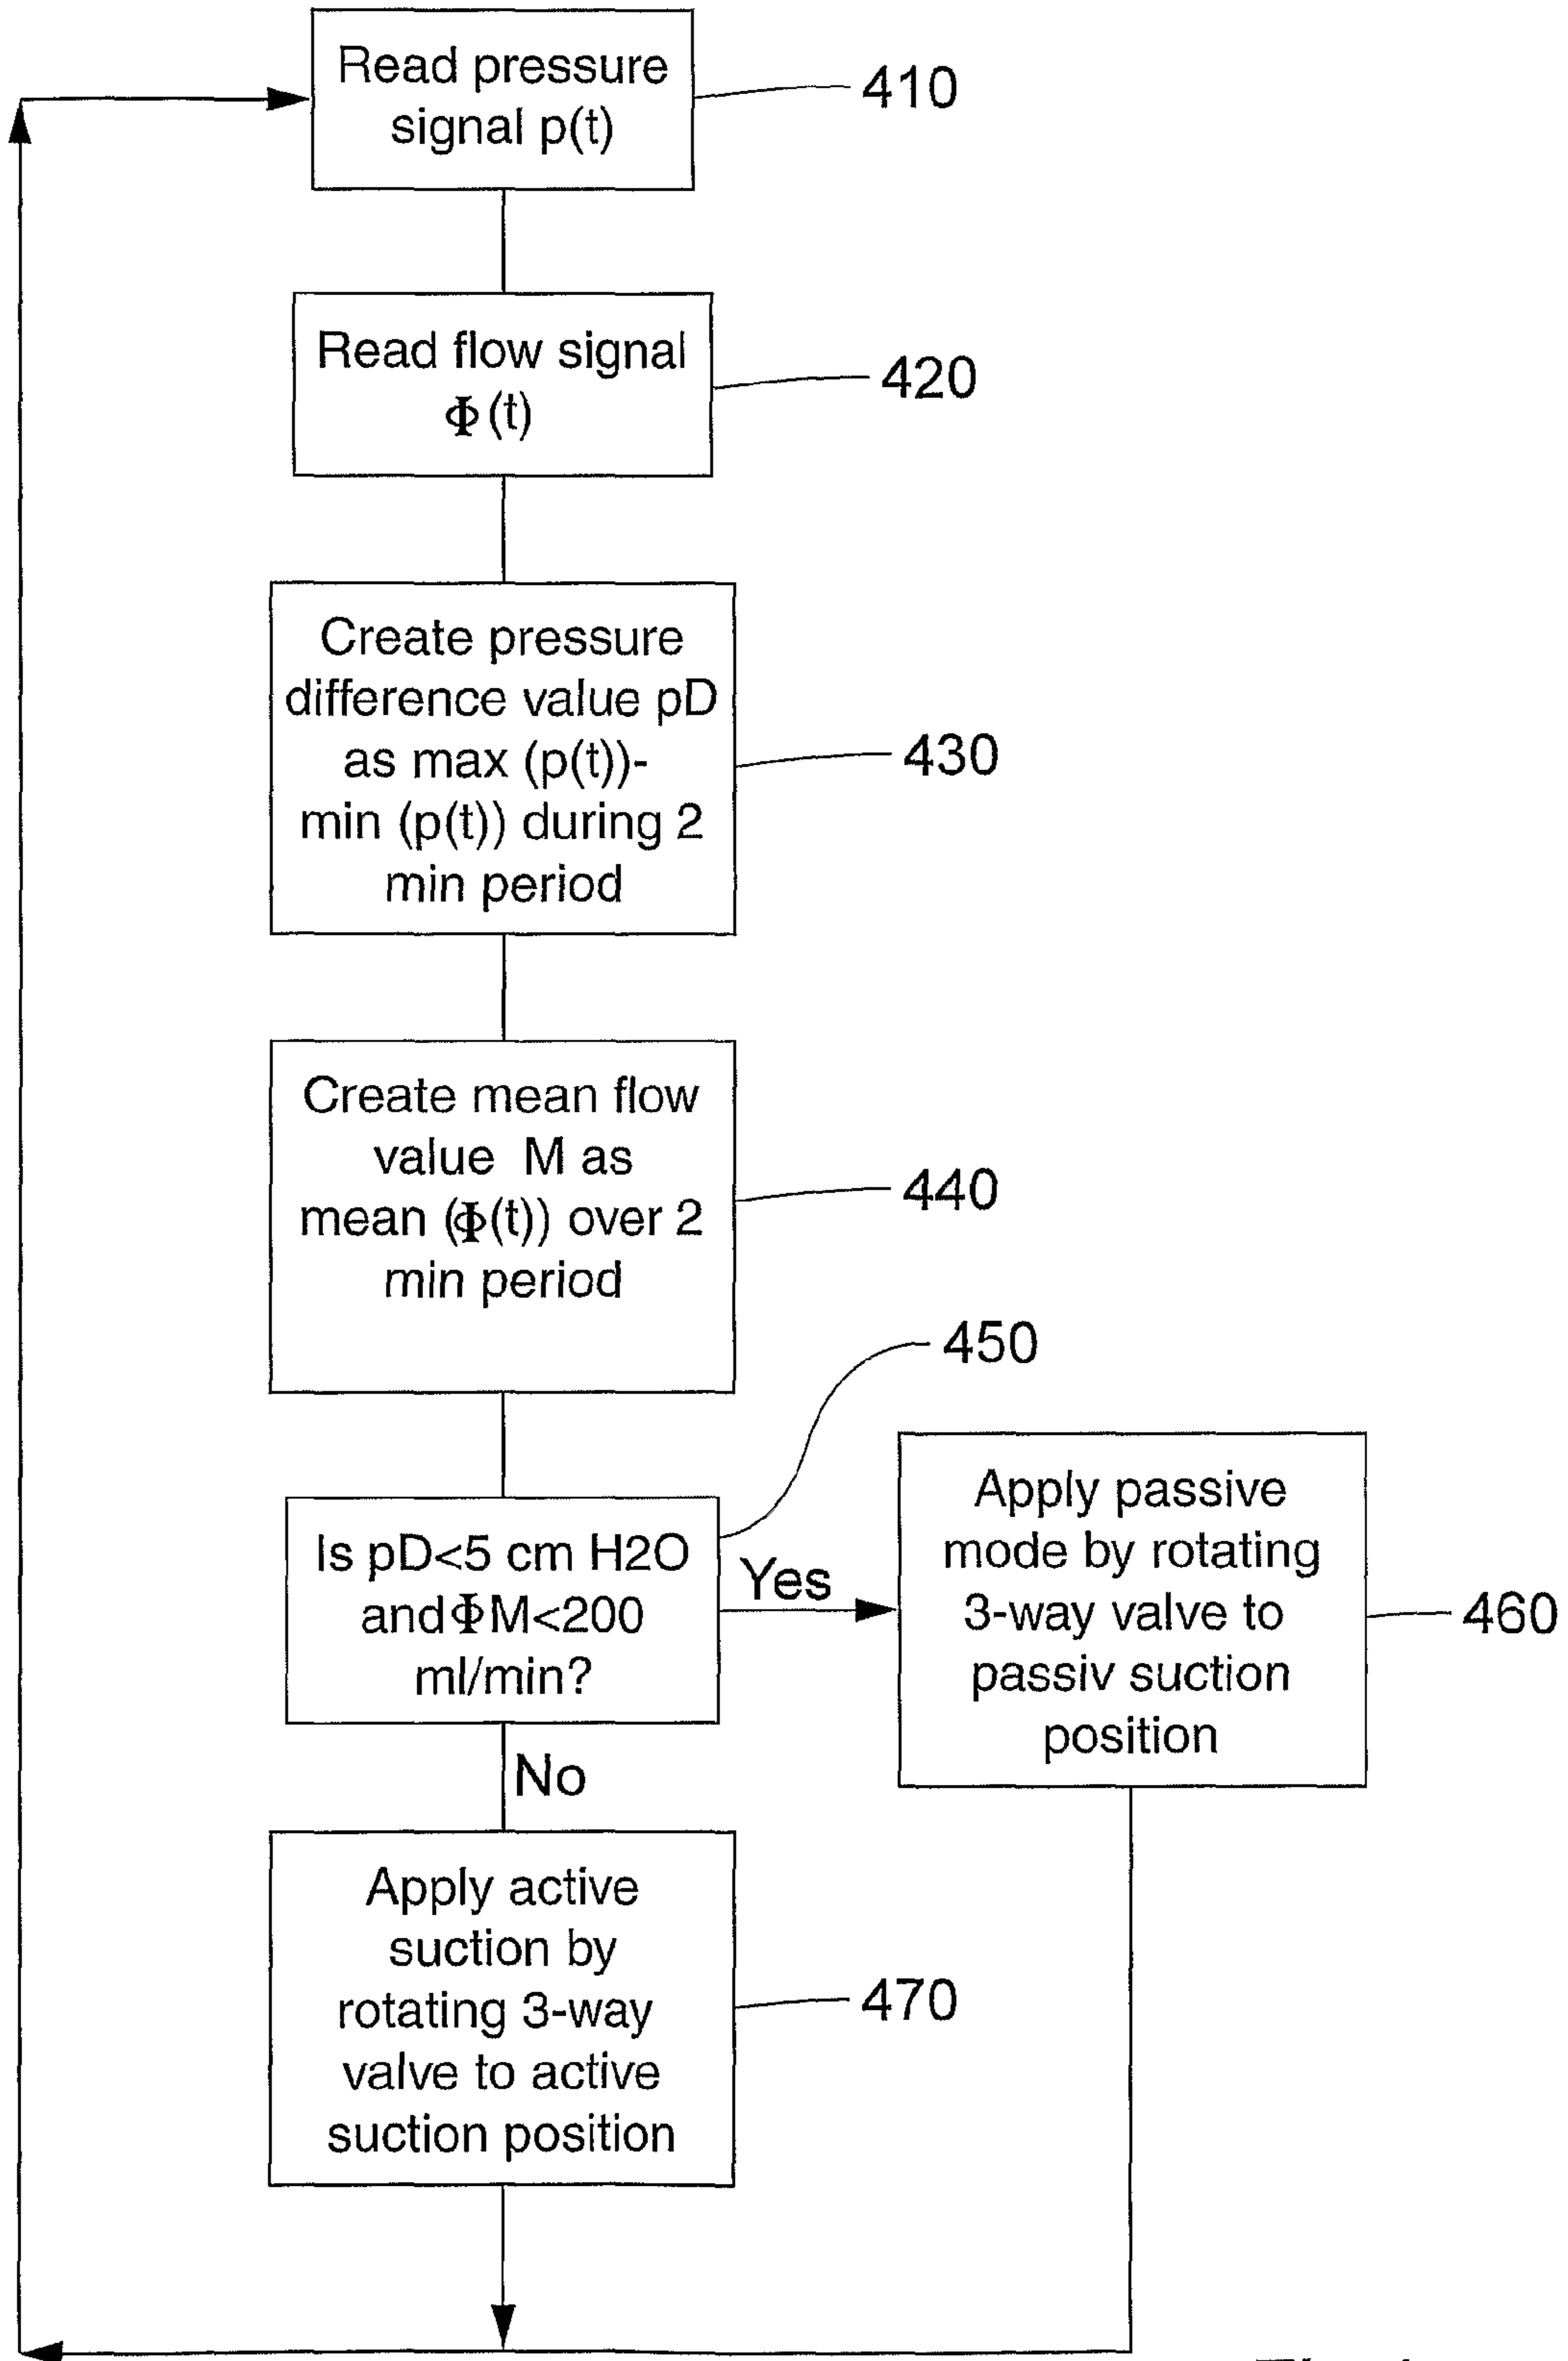 Read pressure
signal p(t)
410
Read flow signal
Φ(t)
420
Create pressure
difference value pD
as max (p(t))-
min (p(t)) during 2
min period
430
Create mean flow
value M as
mean (Φ(t)) over 2
min period
440
450
Is pD<5 cm H2O
and Φ M<200
ml/min?
Yes
Apply passive
mode by rotating
3-way valve to
passiv suction
position
460
No
Apply active
suction by
rotating 3-way
valve to active
suction position
470